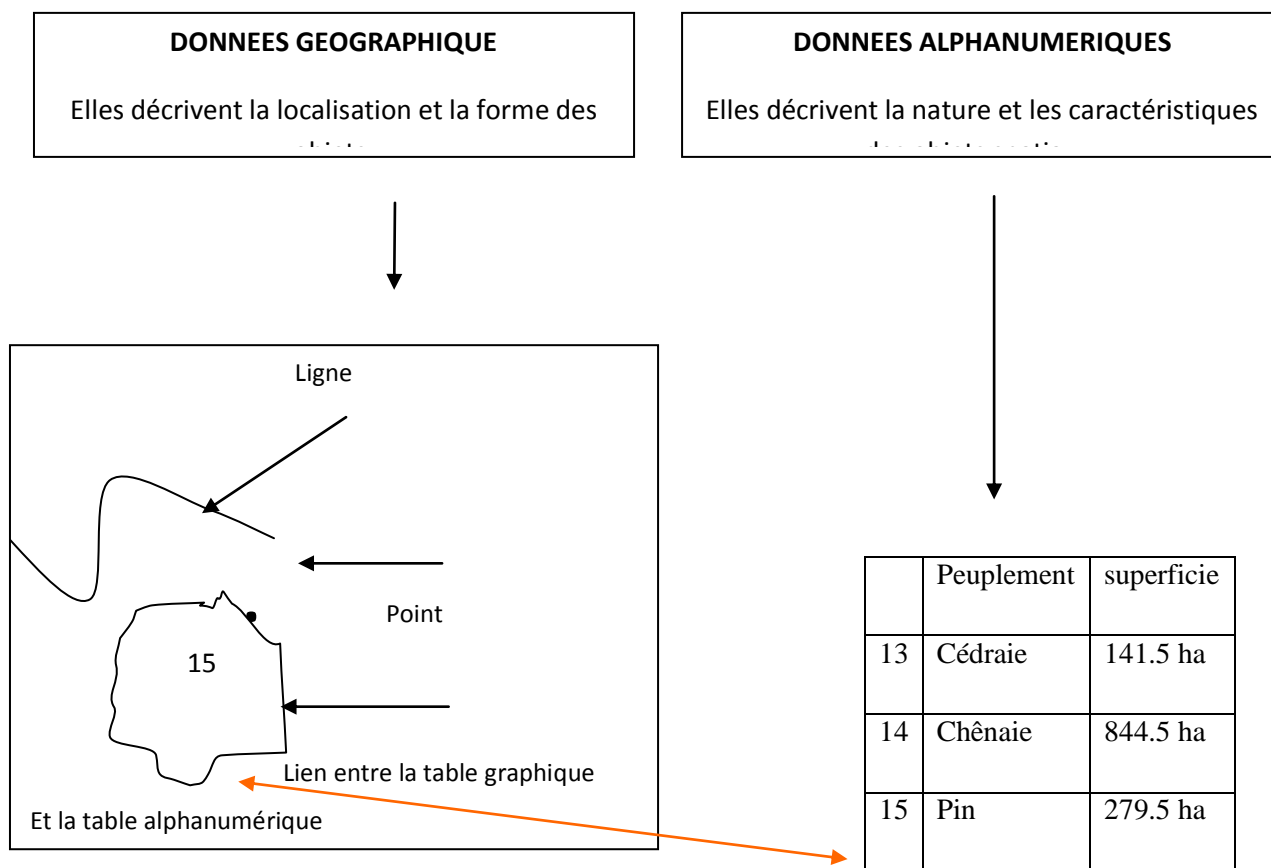 DONNEES GEOGRAPHIQUE
Elles décrivent la localisation et la forme des
DONNEES ALPHANUMERIQUES
Elles décrivent la nature et les caractéristiques
Ligne
Point
15
Lien entre la table graphique
Et la table alphanumérique
Peuplement superficie
13 Cédraie 141.5 ha
14 Chênaie 844.5 ha
15 Pin 279.5 ha